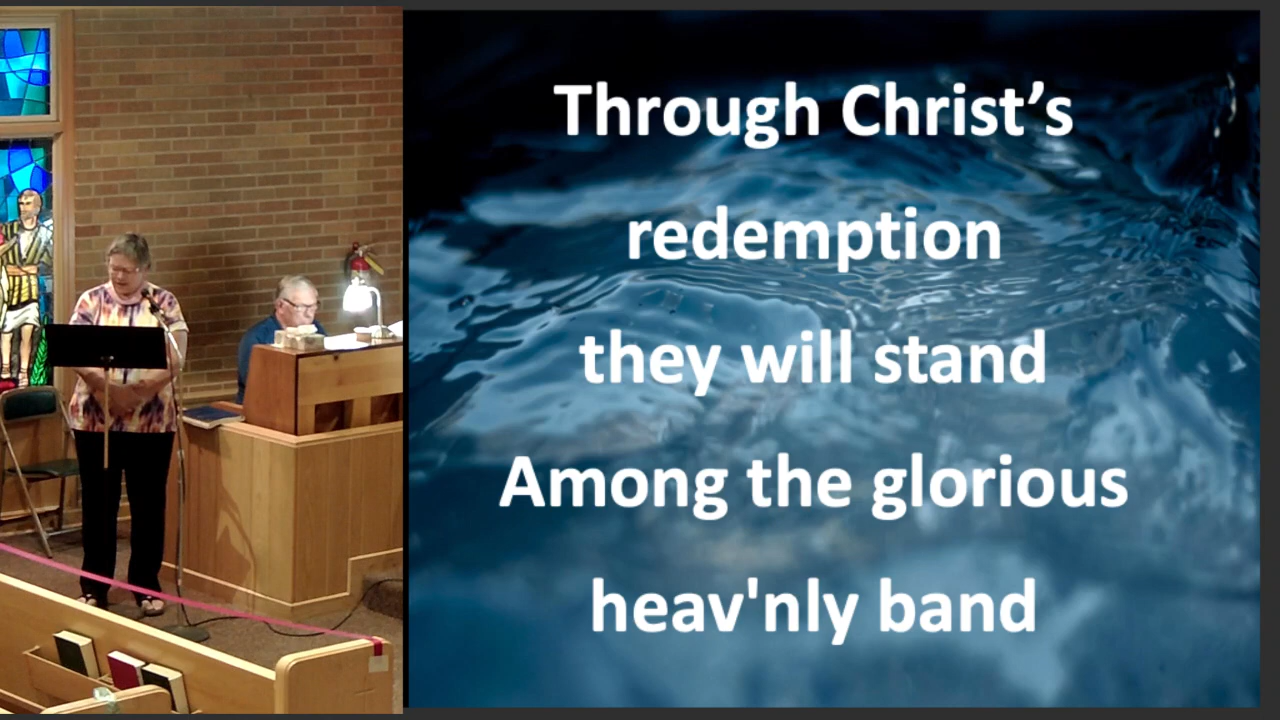 Through Christ’s
redemption
they will stand
Among the glorious
heav'nly band